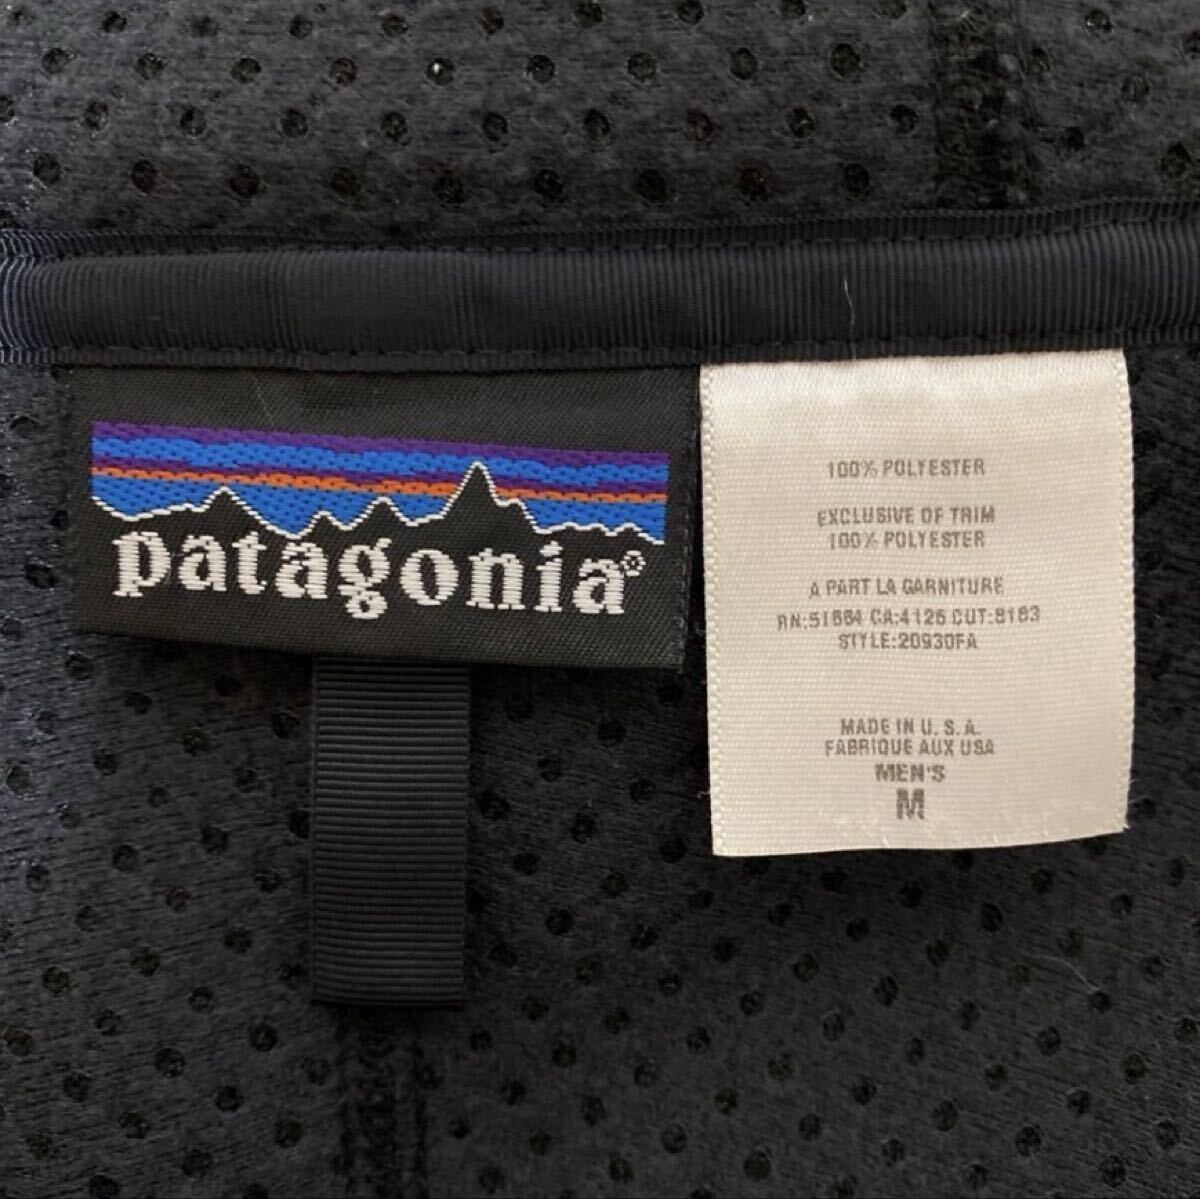 patagonia®
100% POLYESTER
EXCLUSIVE OF TRIM
100% POLYESTER
A PART LA GARNITURE
RN:51884 CA:4126 CUT:8183
STYLE:20930FA
MADE IN U. S. A.
FABRIQUE AUX USA
MEN'S
M